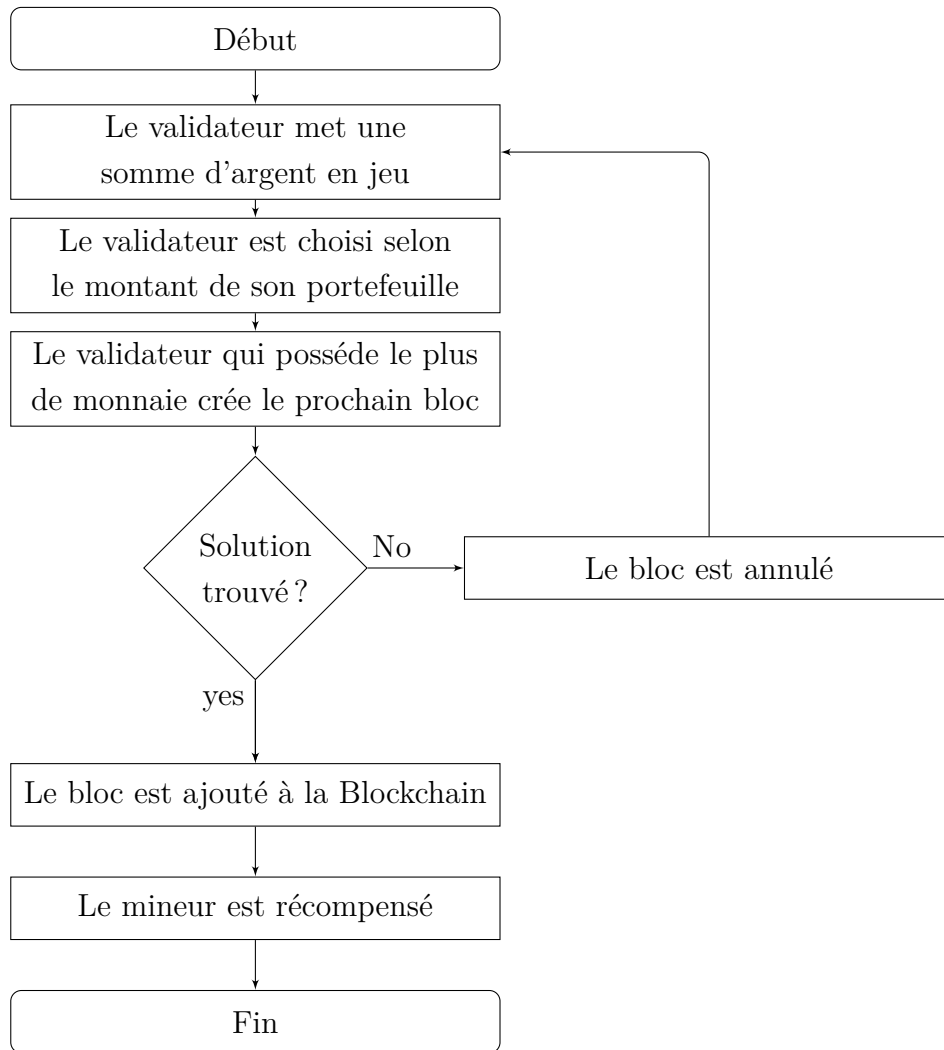 Début
Le validateur met une
somme d'argent en jeu
Le validateur est choisi selon
le montant de son portefeuille
Le validateur qui posséde le plus
de monnaie crée le prochain bloc
Solution
trouvé ?
No
Le bloc est annulé
yes
Le bloc est ajouté à la Blockchain
Le mineur est récompensé
Fin